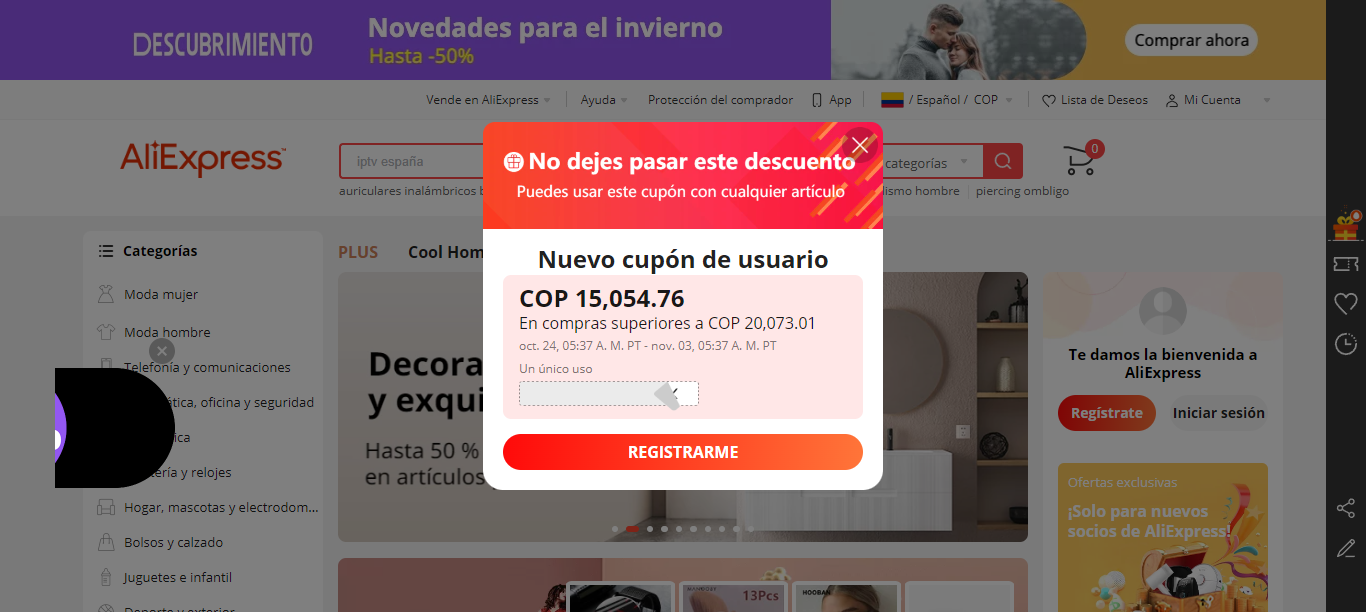 DESCUBRIMIENTO
Novedades para el invierno
Hasta -50%
Comprar ahora
Vende en AliExpress
Ayuda
Protección del comprador
App
/ Español / COP
Lista de Deseos
Mi Cuenta
AliExpress
iptv españa
categorías
0
auriculares inalámbricos
lismo hombre
piercing ombligo
No dejes pasar este descuento
Puedes usar este cupón con cualquier artículo
Nuevo cupón de usuario
COP 15,054.76
En compras superiores a COP 20,073.01
oct. 24, 05:37 A. M. PT - nov. 03, 05:37 A. M. PT
Un único uso
REGISTRARME
Categorías
Moda mujer
Moda hombre
Telefonía y comunicaciones
ática, oficina y seguridad
ica
tería y relojes
Hogar, mascotas y electrodom...
Bolsos y calzado
Juguetes e infantil
Deporte y exterior
PLUS
Cool Hom
Decora
y exqui
Hasta 50 %
en artículos
13Pcs
HOOBAN
Te damos la bienvenida a
AliExpress
Regístrate
Iniciar sesión
Ofertas exclusivas
¡Solo para nuevos
socios de AliExpress!